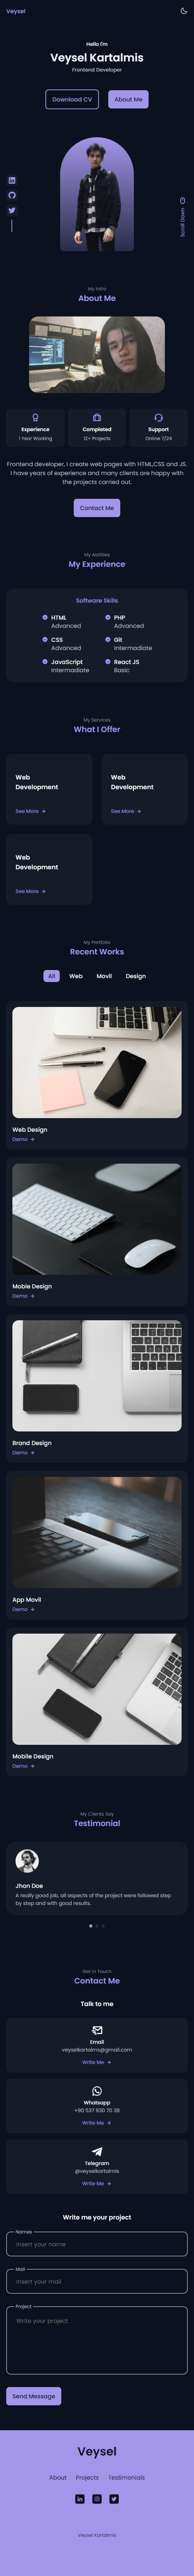 Veysel
Hello I'm
Veysel Kartalmis
Frontend Developer
Download CV
About Me
Scroll Down
My Intro
About Me
Experience
1 Year Working
Completed
12+ Projects
Support
Online 7/24
Frontend developer, I create web pages with HTML,CSS and JS.
I have years of experience and many clients are happy with
the projects carried out.
Contact Me
My Abilities
My Experience
Software Skills
HTML
Advanced
PHP
Advanced
CSS
Advanced
Git
Intermadiate
JavaScript
Intermadiate
React JS
Basic
My Services
What I Offer
Web
Development
See More
Web
Development
See More
Web
Development
See More
My Portfolio
Recent Works
All
Web
Movil
Design
Web Design
Demo
Moble Design
Demo
Brand Design
Demo
App Movil
Demo
Mobile Design
Demo
My Clients Say
Testimonial
Jhon Doe
A really good job, all aspects of the project were followed step
by step and with good results.
Get In Touch
Contact Me
Talk to me
Email
veyselkartalms@gmail.com
Write Me
Whatsapp
+90 537 930 70 38
Write Me
Telegram
@veyselkartalmis
Write Me
Write me your project
Names
Insert your name
Mail
Insert your mail
Project
Write your project
Send Message
Veysel
About
Projects
Testimonials
Veysel Kartalmis